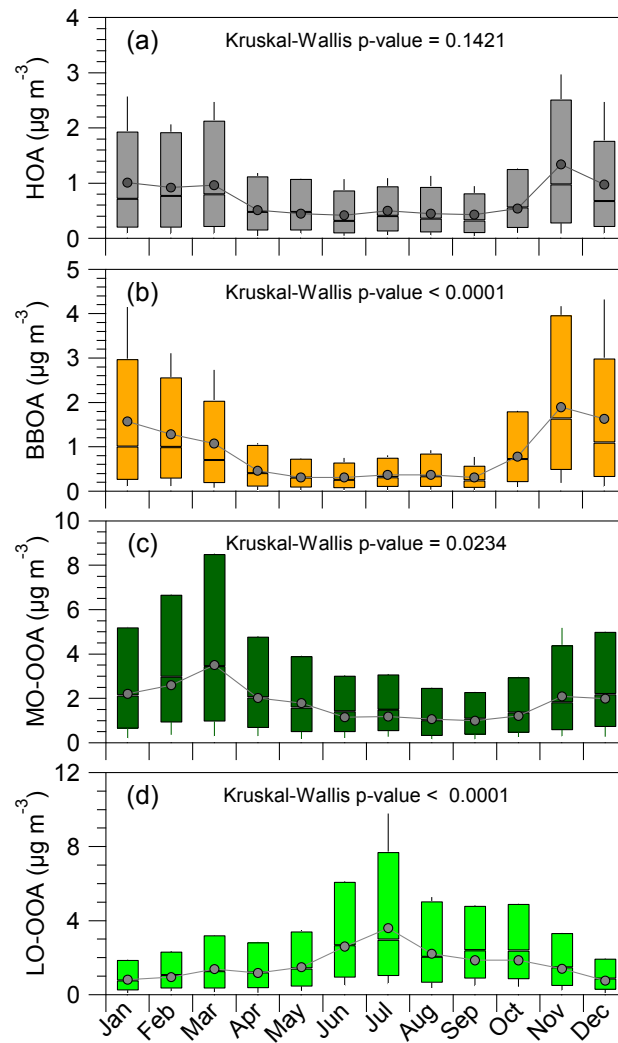 (a)
Kruskal-Wallis p-value = 0.1421
HOA (µg m⁻³)
4
3
2
1
0
(b)
Kruskal-Wallis p-value < 0.0001
BBOA (µg m⁻³)
5
4
3
2
1
0
(c)
Kruskal-Wallis p-value = 0.0234
MO-OOA (µg m⁻³)
10
8
6
4
2
0
(d)
Kruskal-Wallis p-value < 0.0001
LO-OOA (µg m⁻³)
12
8
4
0
Jan Feb Mar Apr May Jun Jul Aug Sep Oct Nov Dec